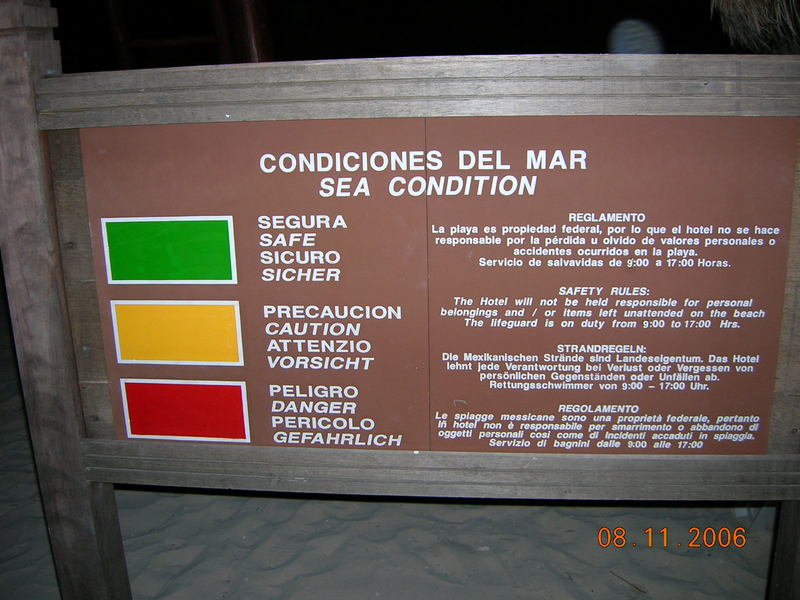 CONDICIONES DEL MAR
SEA CONDITION
SEGURA
SAFE
SICURO
SICHER
PRECAUCION
CAUTION
ATTENZIO
VORSICHT
PELIGRO
DANGER
PERICOLO
GEFAHRLICH
REGLAMENTO
La playa es propiedad federal, por lo que el hotel no se hace
responsable por la pérdida u olvido de valores personales o
accidentes ocurridos en la playa.
Servicio de salvavidas de 9:00 a 17:00 Horas.
SAFETY RULES:
The Hotel will not be held responsible for personal
belongings and / or items left unattended on the beach
The lifeguard is on duty from 9:00 to 17:00 Hrs.
STRANDREGELN:
Die Mexikanischen Strände sind Landeseigentum. Das Hotel
lehnt jede Verantwortung bei Verlust oder Vergessen von
persönlichen Gegenständen oder Unfällen ab.
Rettungsschwimmer von 9:00 – 17:00 Uhr.
REGOLAMENTO
Le spiagge messicane sono una proprietà federale, pertanto
hotel non è responsabile per smarrimento o abbandono di
oggetti personali cosi come di incidenti accaduti in spiaggia.
Servizio di bagnini dalle 9:00 alle 17:00
08.11.2006